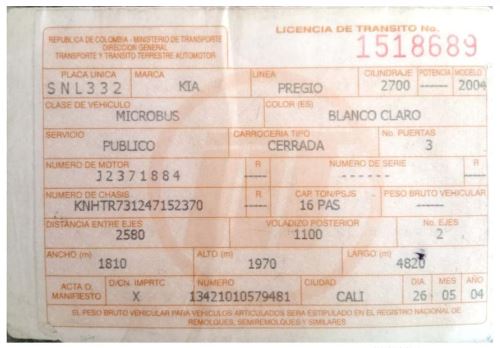 REPUBLICA DE COLOMBIA - MINISTERIO DE TRANSPORTE
DIRECCION GENERAL
TRANSPORTE Y TRANSITO TERRESTRE AUTOMOTOR
LICENCIA DE TRANSITO No.
1518689
PLACA UNICA MARCA LINEA CILINDRAJE POTENCIA MODELO
SNL332 KIA PREGIO 2700 ----- 2004
CLASE DE VEHICULO COLOR (ES)
MICROBUS BLANCO CLARO
SERVICIO CARROCERIA TIPO No. PUERTAS
PUBLICO CERRADA 3
NUMERO DE MOTOR R NUMERO DE SERIE R
J2371884 ---- ----- ----
NUMERO DE CHASIS R CAP. TON/PSJS PESO BRUTO VEHICULAR
KNHTR731247152370 ---- 16 PAS -----
DISTANCIA ENTRE EJES VOLADIZO POSTERIOR No. EJES
2580 1100 2
ANCHO (m) ALTO (m) LARGO (m)
1810 1970 4820
ACTA O. MANIFIESTO D/CN. IMPRTC NUMERO CIUDAD DIA MES AÑO
X 13421010579481 CALI 26 05 04
EL PESO BRUTO VEHICULAR PARA VEHICULOS ARTICULADOS SERA ESTIPULADO EN EL REGISTRO NACIONAL DE
REMOLQUES, SEMIREMOLQUES Y SIMILARES